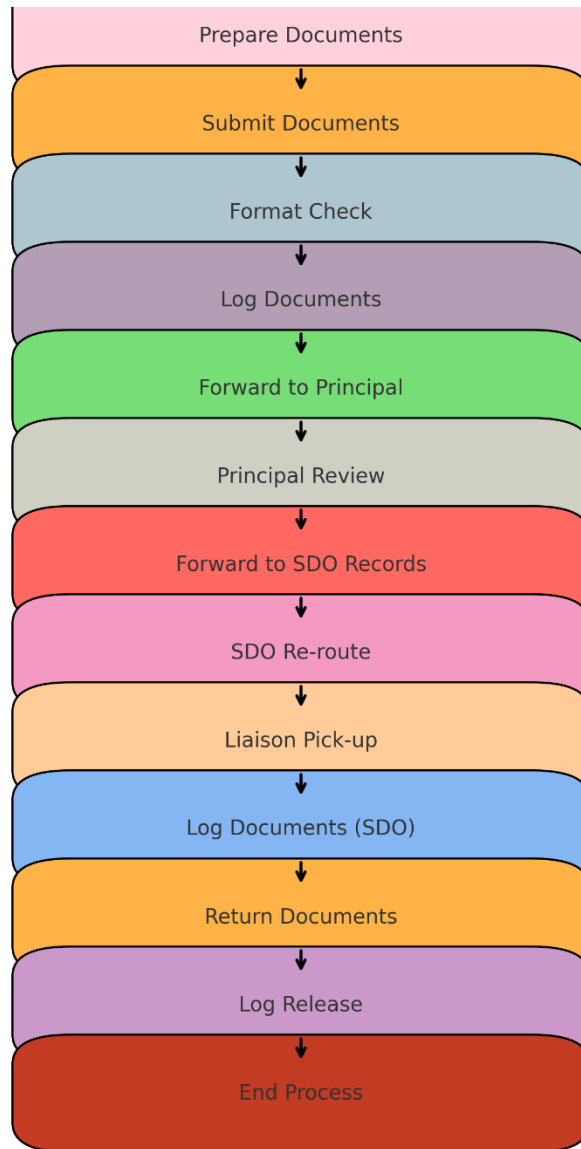 Prepare Documents
Submit Documents
Format Check
Log Documents
Forward to Principal
Principal Review
Forward to SDO Records
SDO Re-route
Liaison Pick-up
Log Documents (SDO)
Return Documents
Log Release
End Process